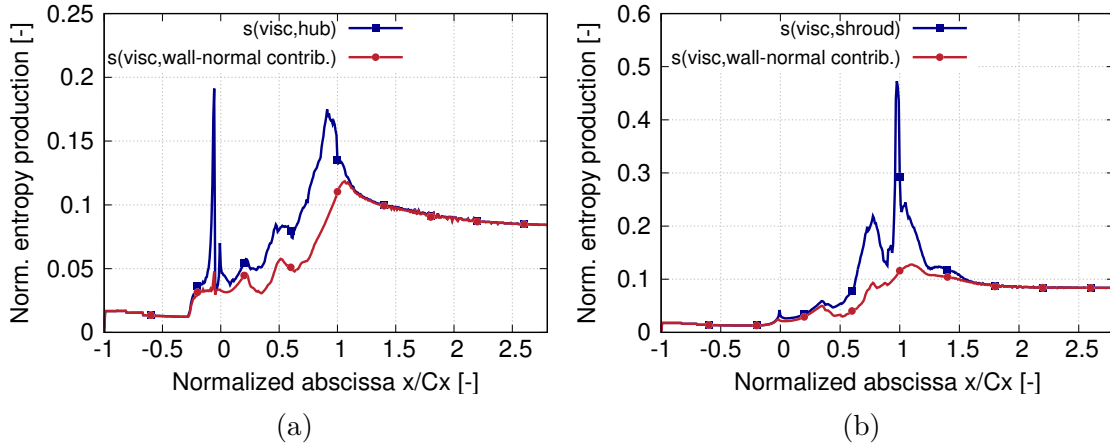 Norm. entropy production [-]
0.25
0.2
0.15
0.1
0.05
0
s(visc,hub)
s(visc,wall-normal contrib.)
-1 -0.5 0 0.5 1 1.5 2 2.5
Normalized abscissa x/Cx [-]
(a)
Norm. entropy production [-]
0.6
0.5
0.4
0.3
0.2
0.1
0
s(visc,shroud)
s(visc,wall-normal contrib.)
-1 -0.5 0 0.5 1 1.5 2 2.5
Normalized abscissa x/Cx [-]
(b)